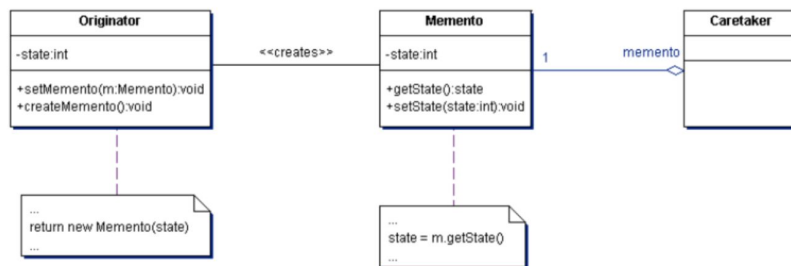 Originator
-state:int
+setMemento(m:Memento):void
+createMemento():void
<<creates>>
Memento
-state:int
+getState():state
+setState(state:int):void
1
memento
Caretaker
...
return new Memento(state)
...
...
state = m.getState()
...